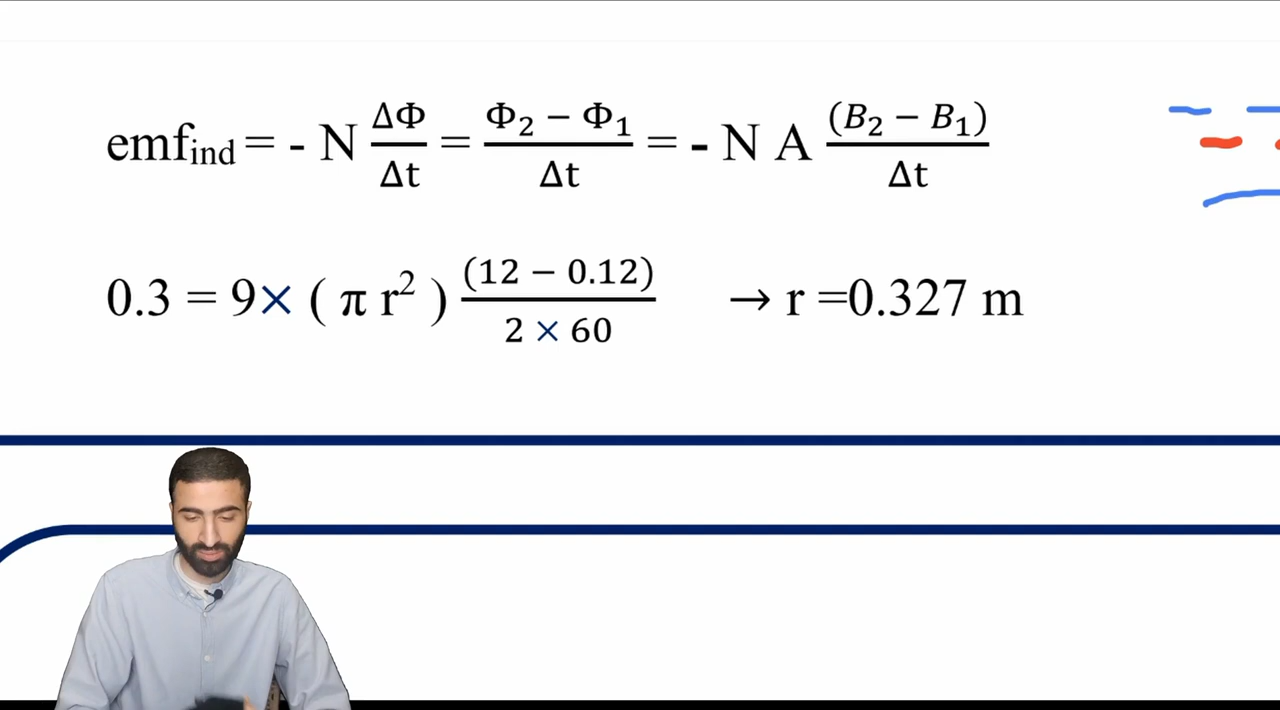 emf_ind = - N ΔΦ/Δt = (Φ₂ − Φ₁)/Δt = - N A (B₂ − B₁)/Δt
0.3 = 9× ( π r² ) (12 − 0.12)/(2 × 60) → r =0.327 m